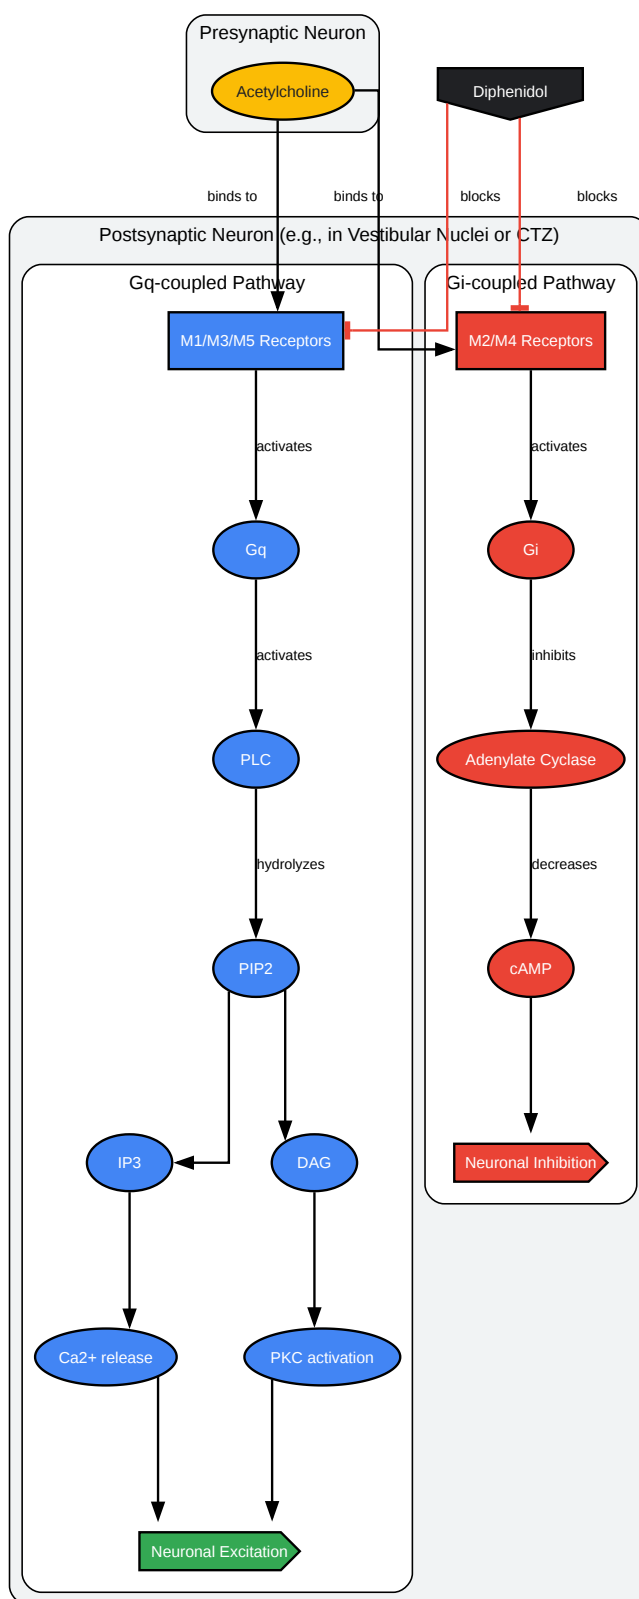 Presynaptic Neuron
Acetylcholine
Diphenidol
binds to
binds to
blocks
blocks
Postsynaptic Neuron (e.g., in Vestibular Nuclei or CTZ)
Gq-coupled Pathway
Gi-coupled Pathway
M1/M3/M5 Receptors
M2/M4 Receptors
activates
activates
Gq
Gi
activates
inhibits
PLC
Adenylate Cyclase
hydrolyzes
decreases
PIP2
cAMP
IP3
DAG
Neuronal Inhibition
Ca2+ release
PKC activation
Neuronal Excitation